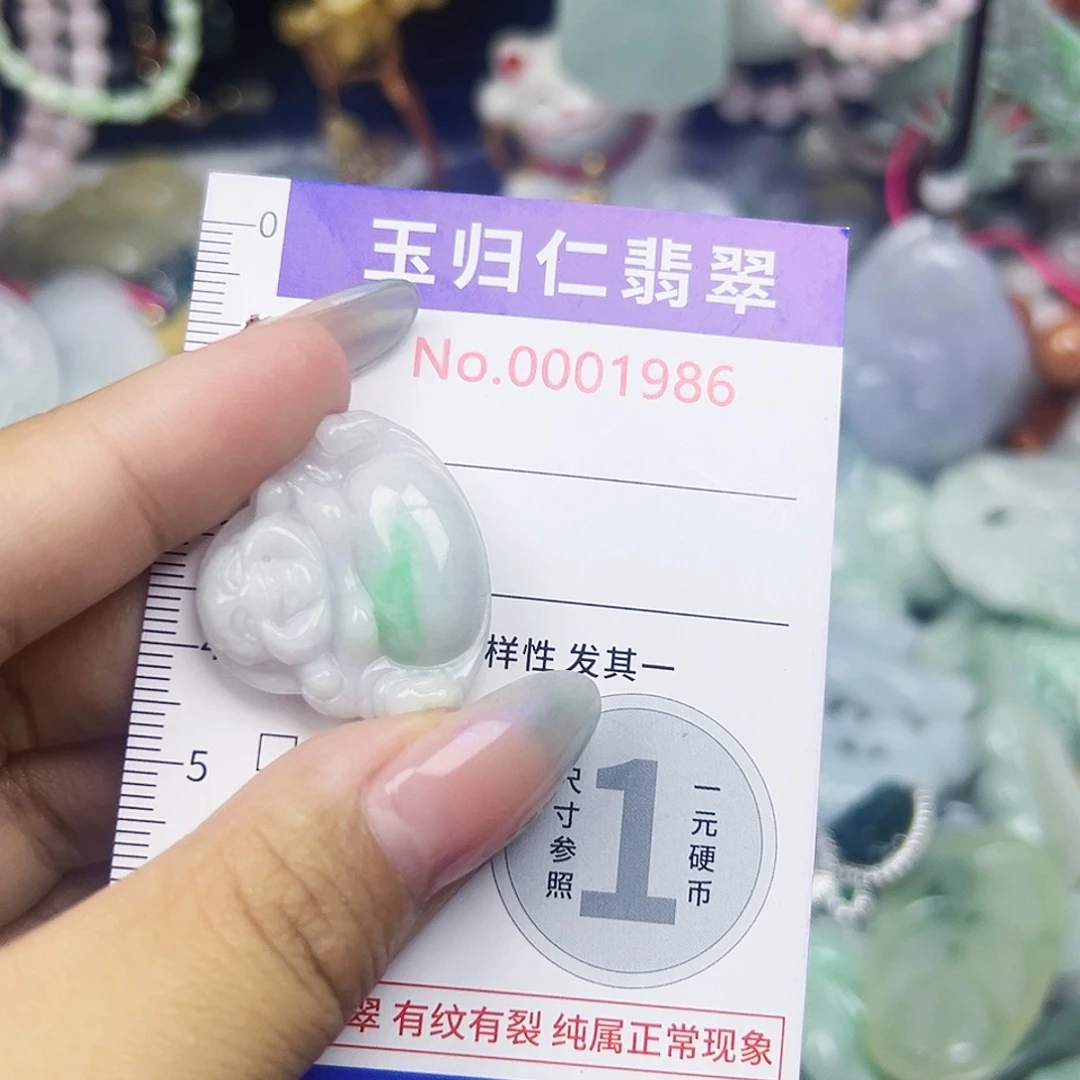 0
玉归仁翡翠
No.0001986
4
样性 发其一
5
尺寸参照
1
一元硬币
翠 有纹有裂 纯属正常现象